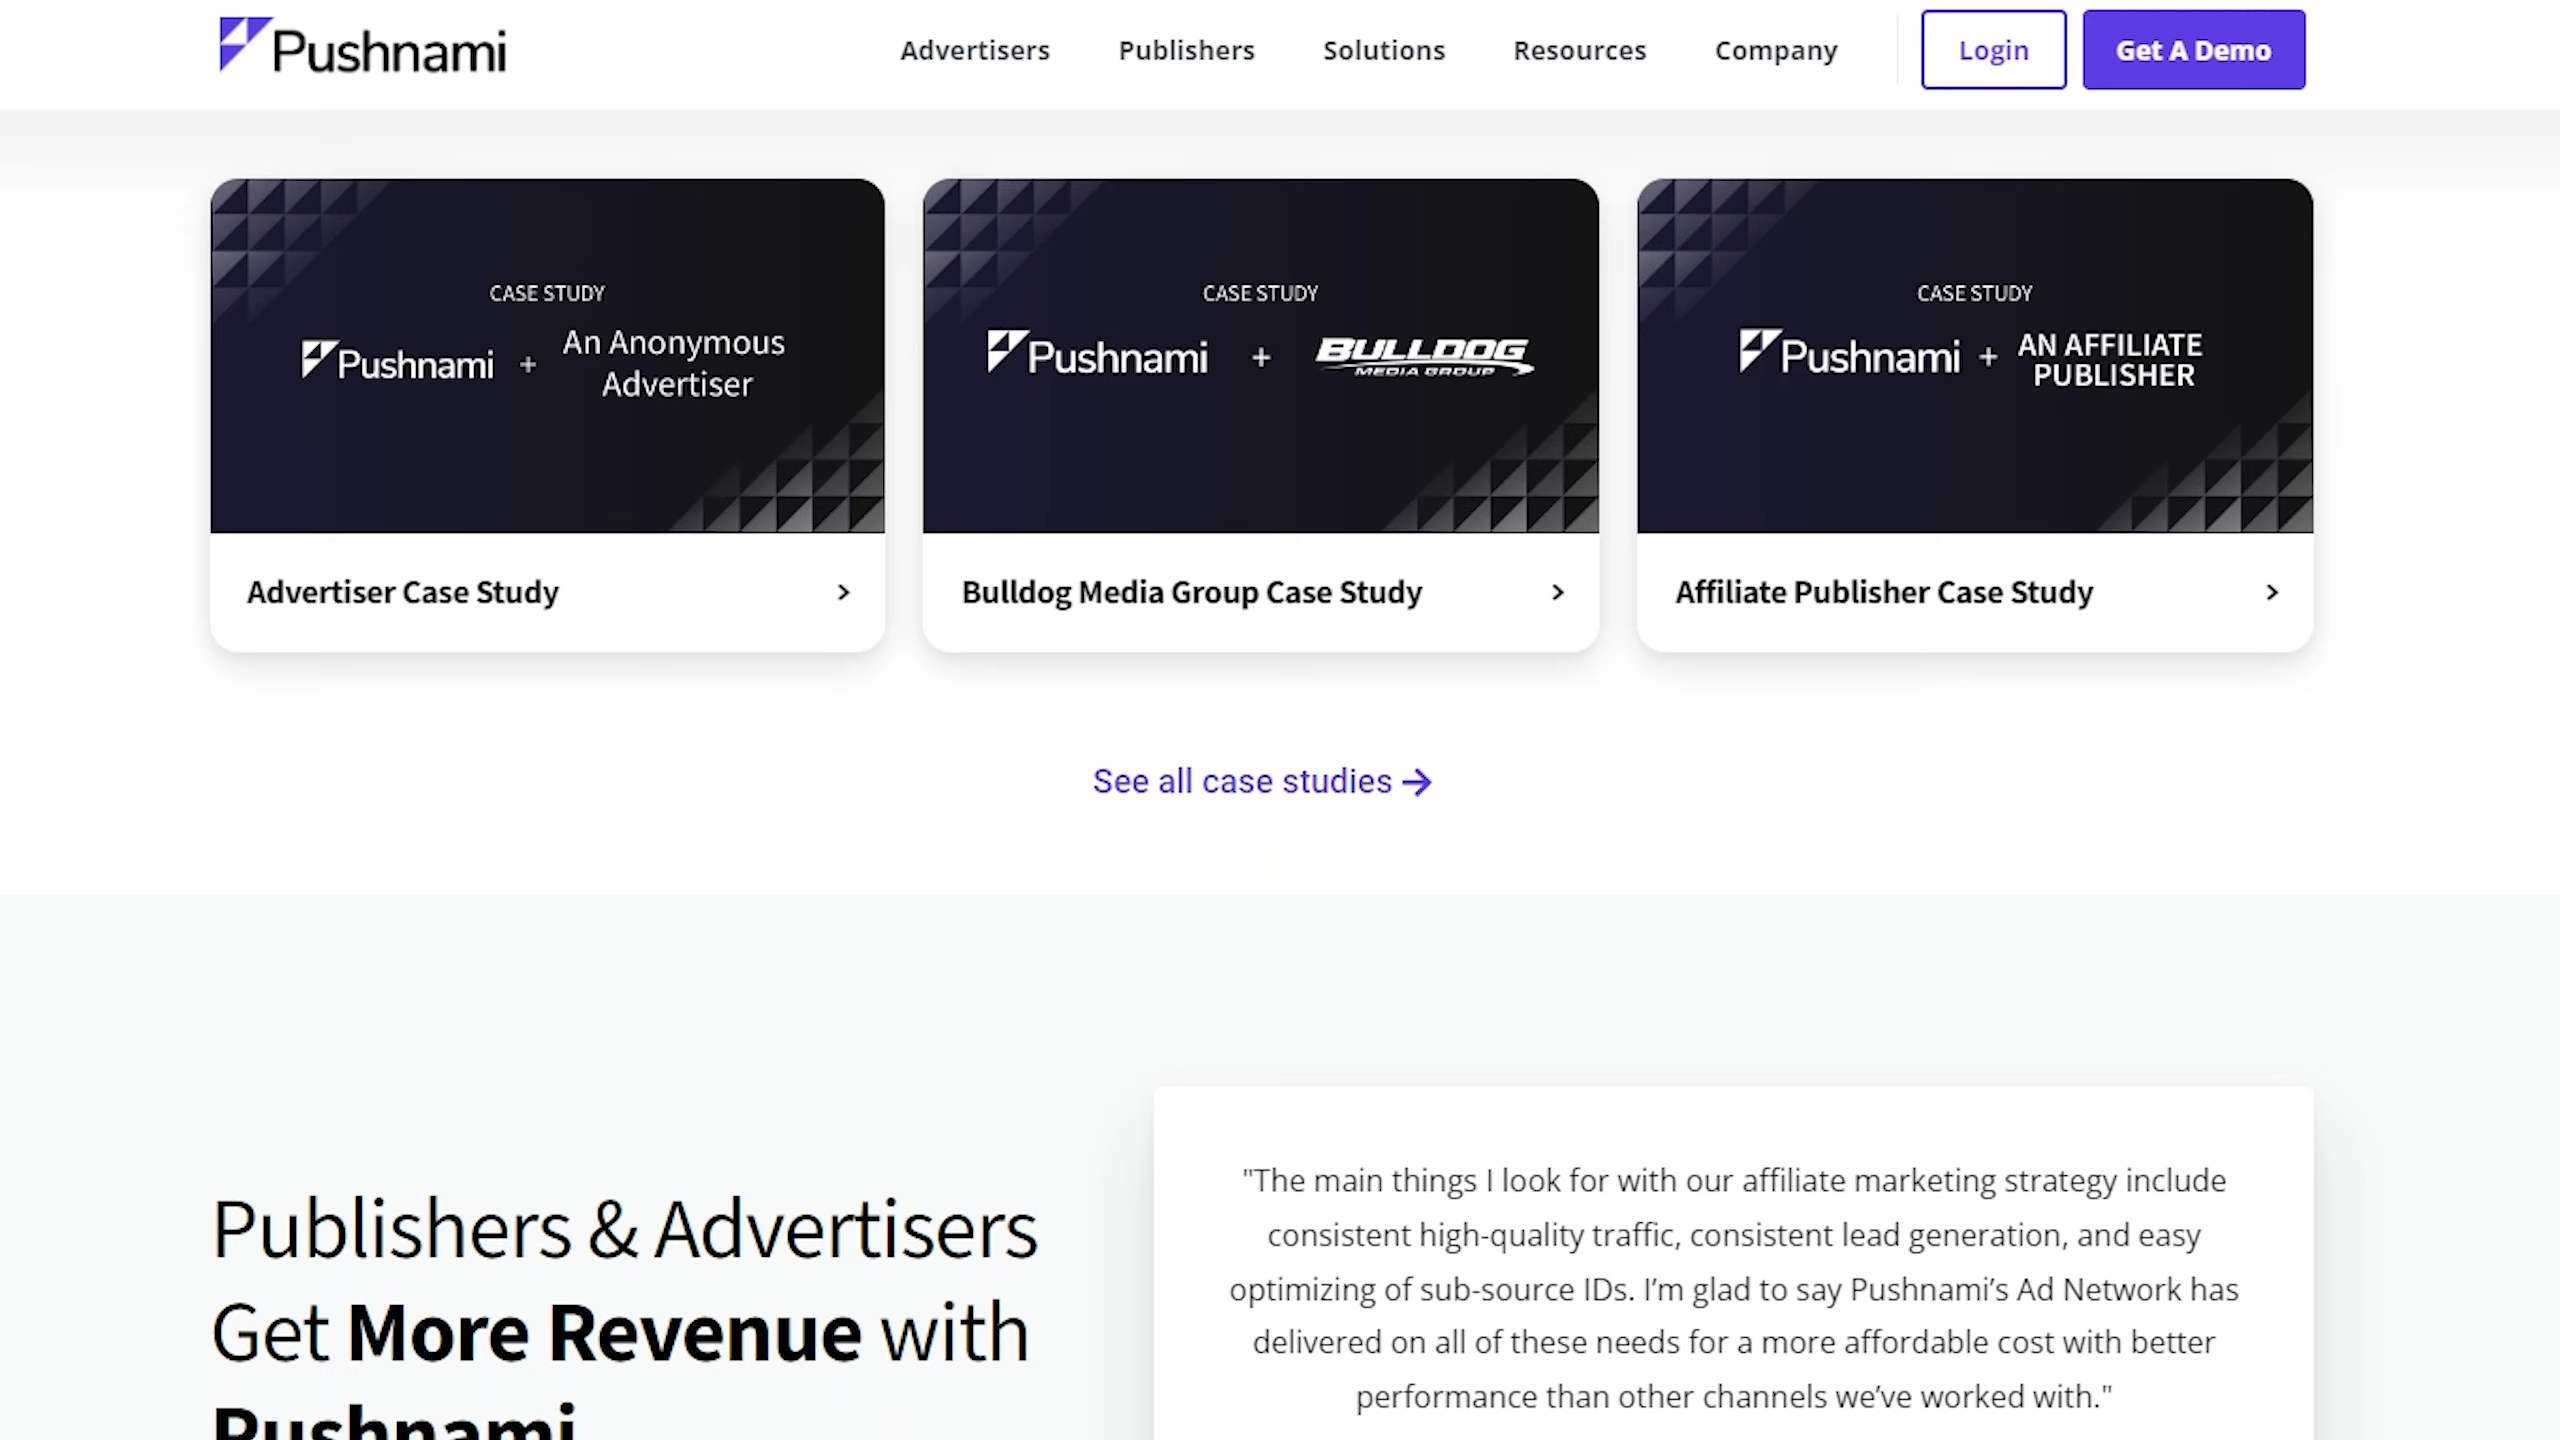 Pushnami
Advertisers
Publishers
Solutions
Resources
Company
Login
Get A Demo
CASE STUDY
Pushnami + An Anonymous
Advertiser
Advertiser Case Study
CASE STUDY
Pushnami + BULLDOG
MEDIA GROUP
Bulldog Media Group Case Study
CASE STUDY
Pushnami + AN AFFILIATE
PUBLISHER
Affiliate Publisher Case Study
See all case studies
Publishers & Advertisers
Get More Revenue with
Pushnami
"The main things I look for with our affiliate marketing strategy include
consistent high-quality traffic, consistent lead generation, and easy
optimizing of sub-source IDs. I’m glad to say Pushnami’s Ad Network has
delivered on all of these needs for a more affordable cost with better
performance than other channels we’ve worked with."